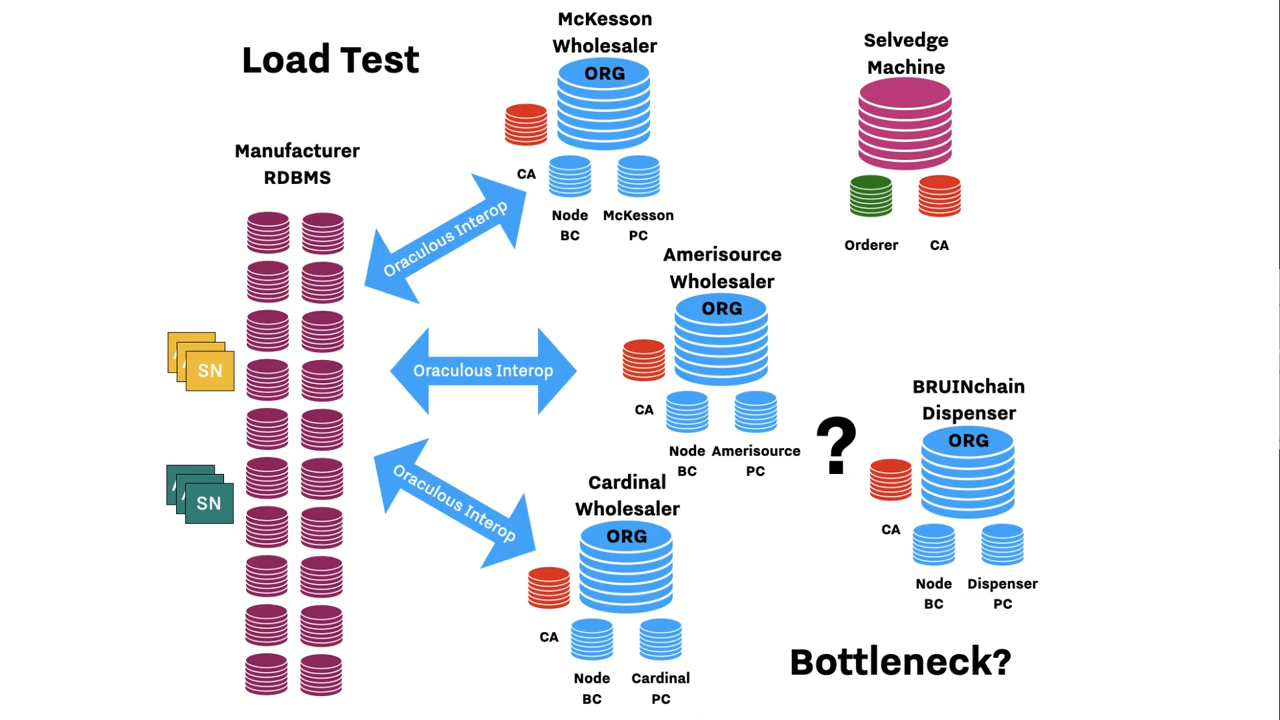 Load Test
McKesson
Wholesaler
ORG
CA
Node
BC
McKesson
PC
Selvedge
Machine
Orderer
CA
Manufacturer
RDBMS
SN
SN
Oraculous Interop
Oraculous Interop
Oraculous Interop
Amerisource
Wholesaler
ORG
CA
Node
BC
Amerisource
PC
?
BRUINchain
Dispenser
ORG
CA
Node
BC
Dispenser
PC
Cardinal
Wholesaler
ORG
CA
Node
BC
Cardinal
PC
Bottleneck?